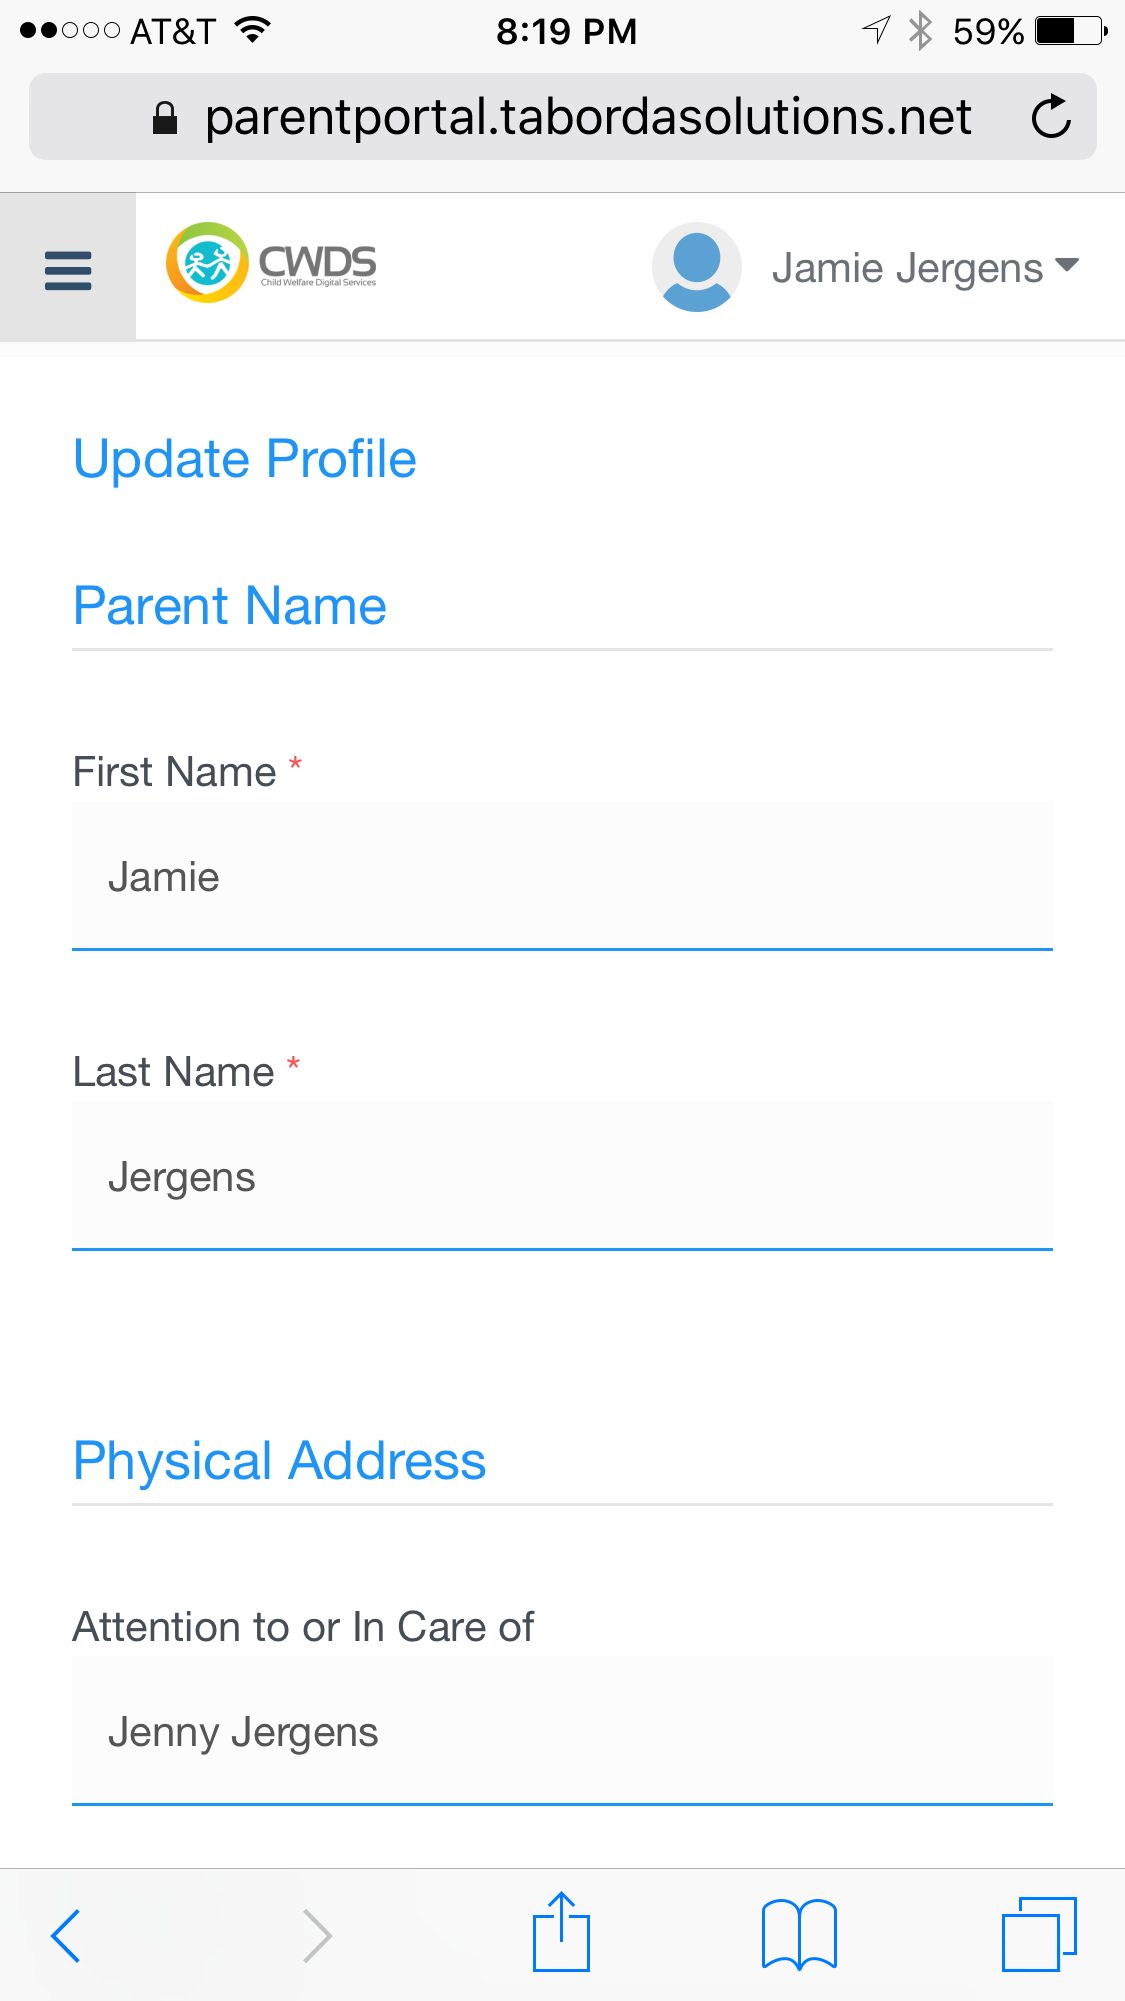 AT&T 8:19 PM 59%
parentportal.tabordasolutions.net
CWDS
Child Welfare Digital Services
Jamie Jergens
Update Profile
Parent Name
First Name *
Jamie
Last Name *
Jergens
Physical Address
Attention to or In Care of
Jenny Jergens